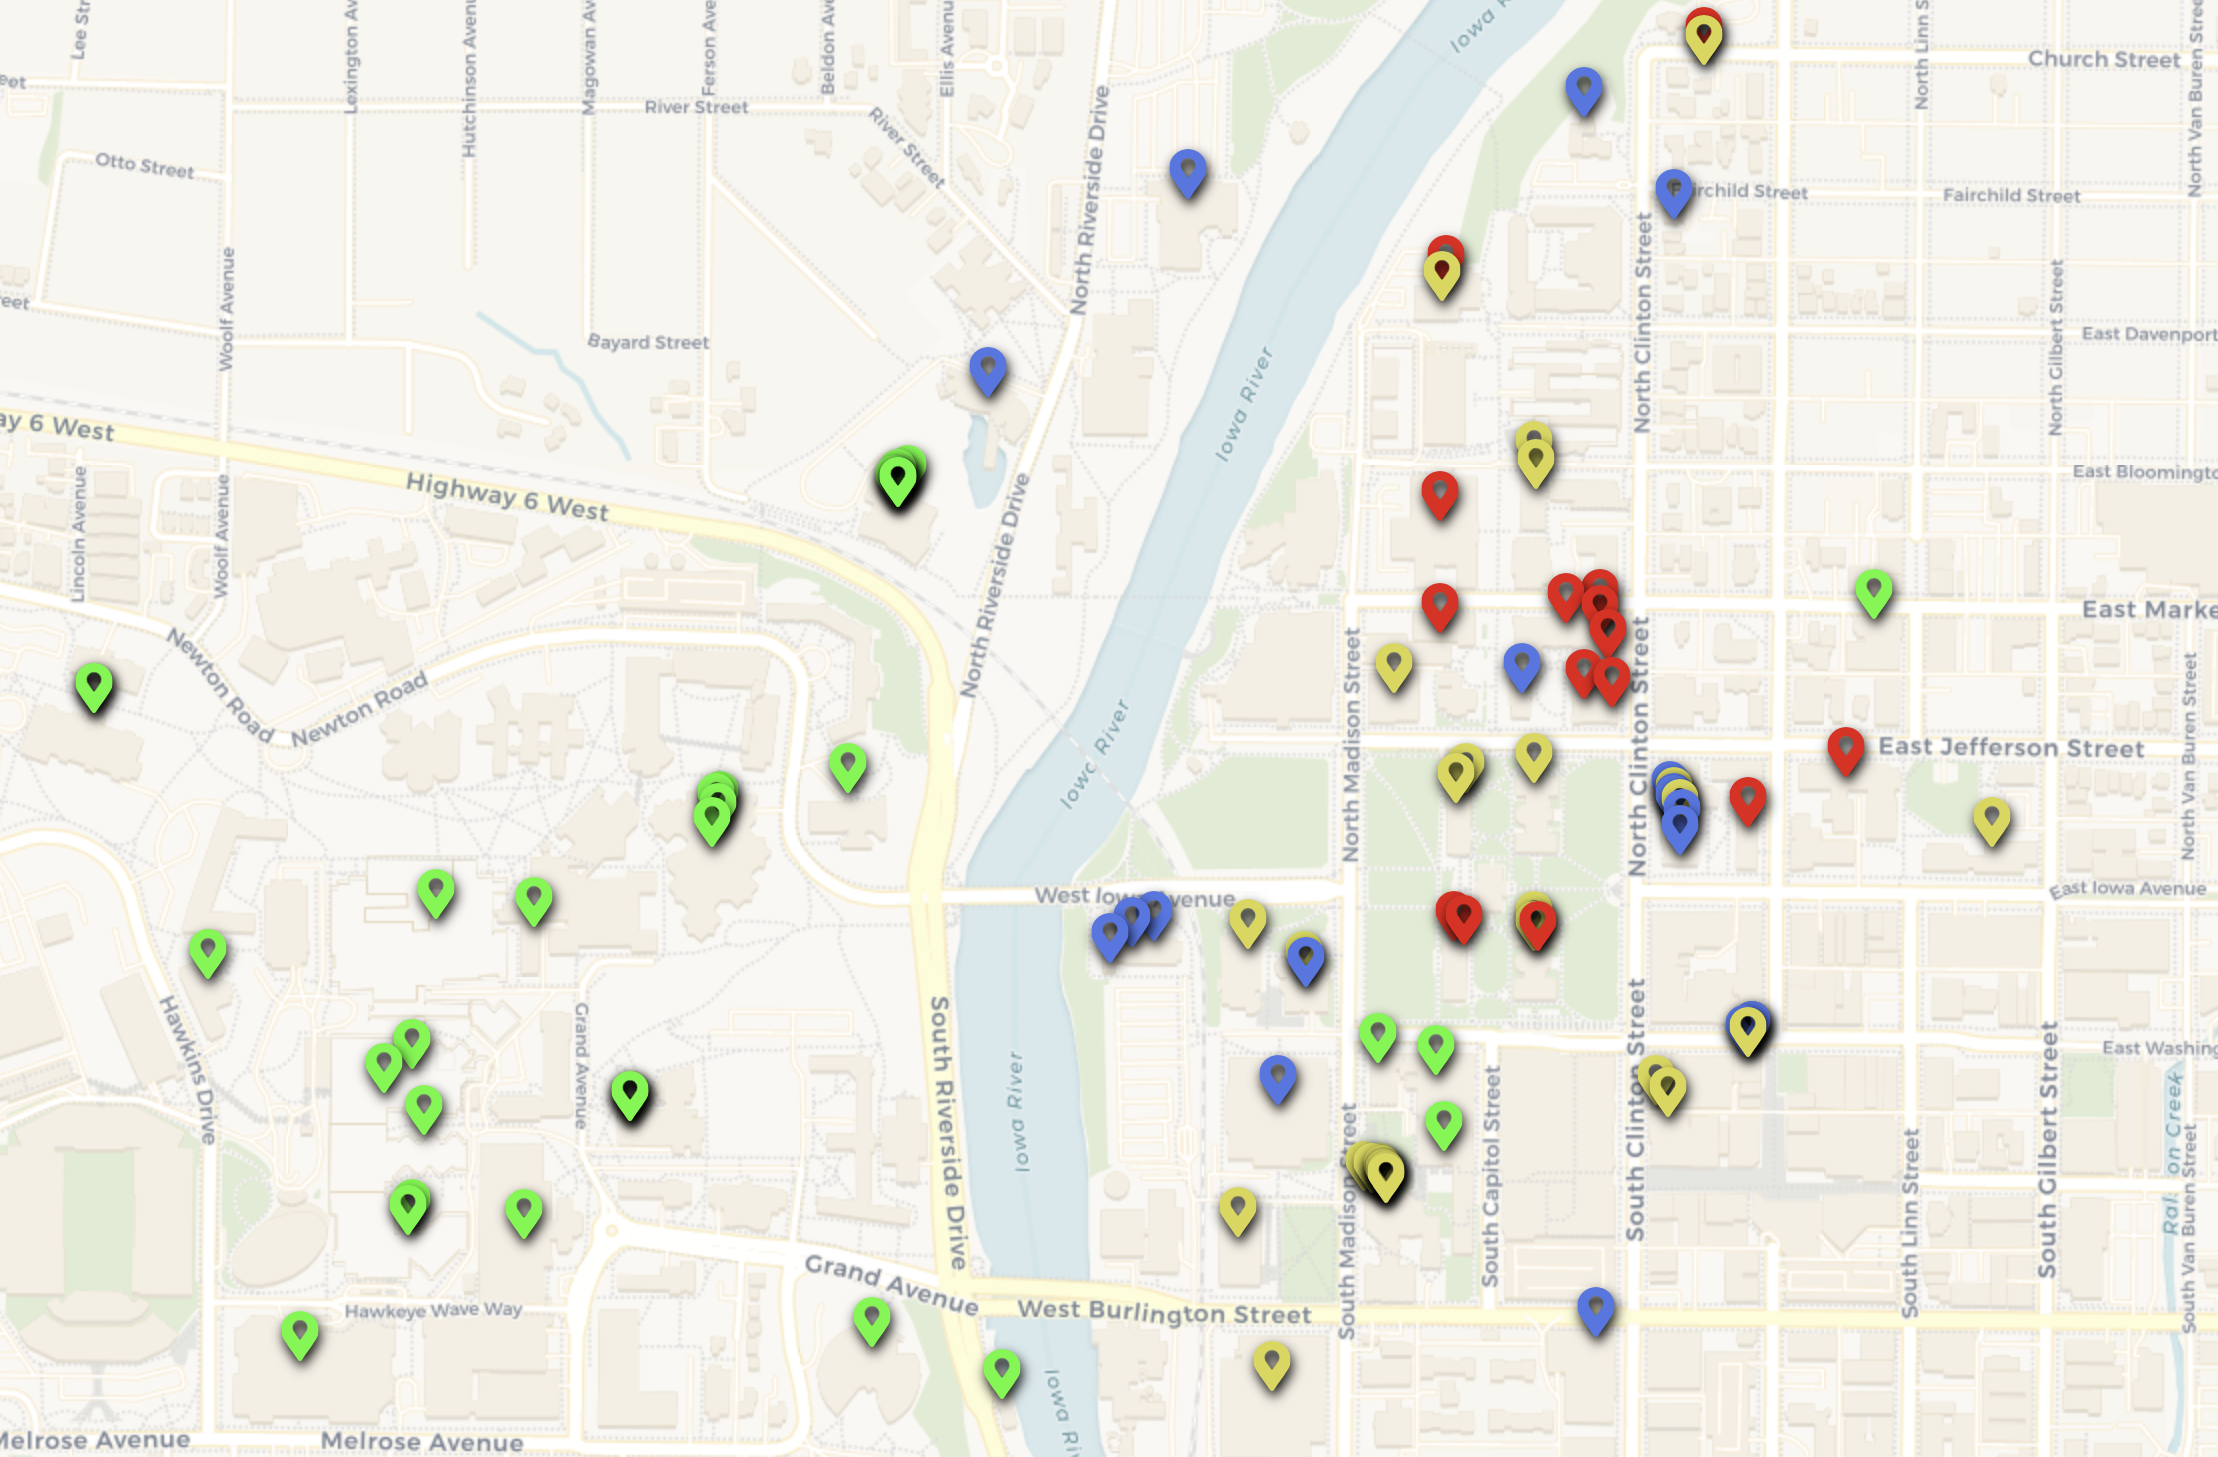 Lee Str
Lexington Av
Hutchinson Avenu
Magowan Av
Ferson Ave
Beldon Av
Ellis Avenu
Iowa R
North Linn S
North Van Buren Stree
Church Street
eet
River Street
River Street
Otto Street
North Riverside Drive
irchild Street
Fairchild Street
Woolf Avenue
eet
Bayard Street
North Clinton Street
North Gilbert Street
East Davenport
Iowa River
ay 6 West
Highway 6 West
East Bloomingto
Lincoln Avenue
Woolf Avenue
North Riverside Drive
East Marke
Newton Road
Newton Road
Iowa River
North Madison Street
North Clinton Street
East Jefferson Street
North Van Buren Street
West Iowa Avenue
East Iowa Avenue
Hawkins Drive
Grand Avenue
South Riverside Drive
Iowa River
South Madison Street
South Capitol Street
South Clinton Street
South Linn Street
South Gilbert Street
East Washing
Ralston Creek
South Van Buren Street
Grand Avenue
West Burlington Street
Hawkeye Wave Way
Iowa Ri
Melrose Avenue
Melrose Avenue